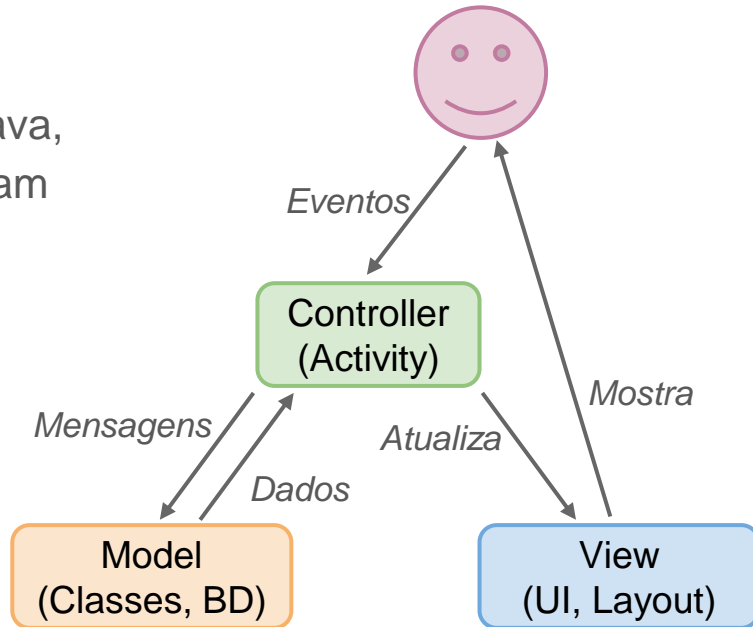 Eventos
Controller
(Activity)
Mensagens
Atualiza
Mostra
Dados
Model
(Classes, BD)
View
(UI, Layout)